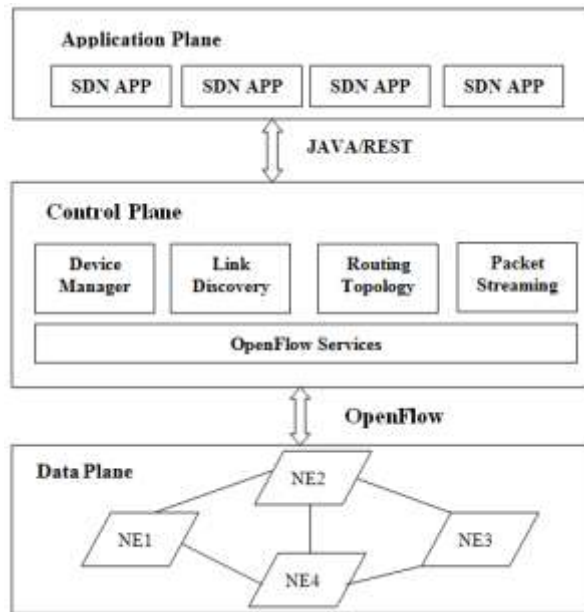 Application Plane
SDN APP SDN APP SDN APP SDN APP
JAVA/REST
Control Plane
Device Manager
Link Discovery
Routing Topology
Packet Streaming
OpenFlow Services
OpenFlow
Data Plane
NE2
NE1
NE3
NE4